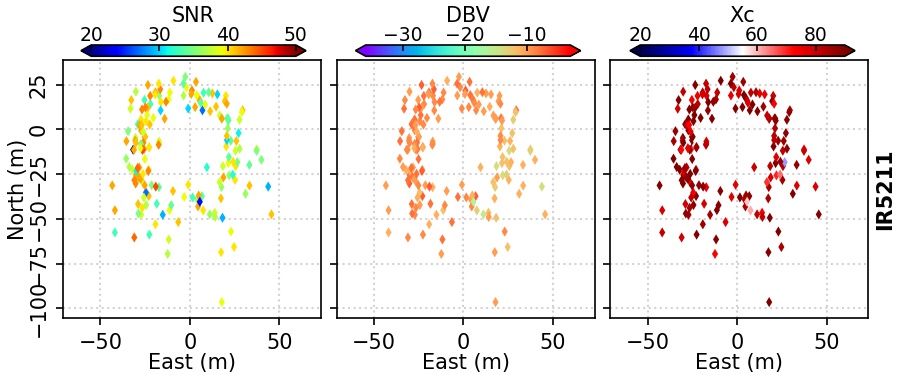 SNR DBV Xc
20 30 40 50 −30 −20 −10 20 40 60 80
North (m)
25
0
−25
−50
−75
−100
IR5211
−50 0 50 −50 0 50 −50 0 50
East (m) East (m) East (m)